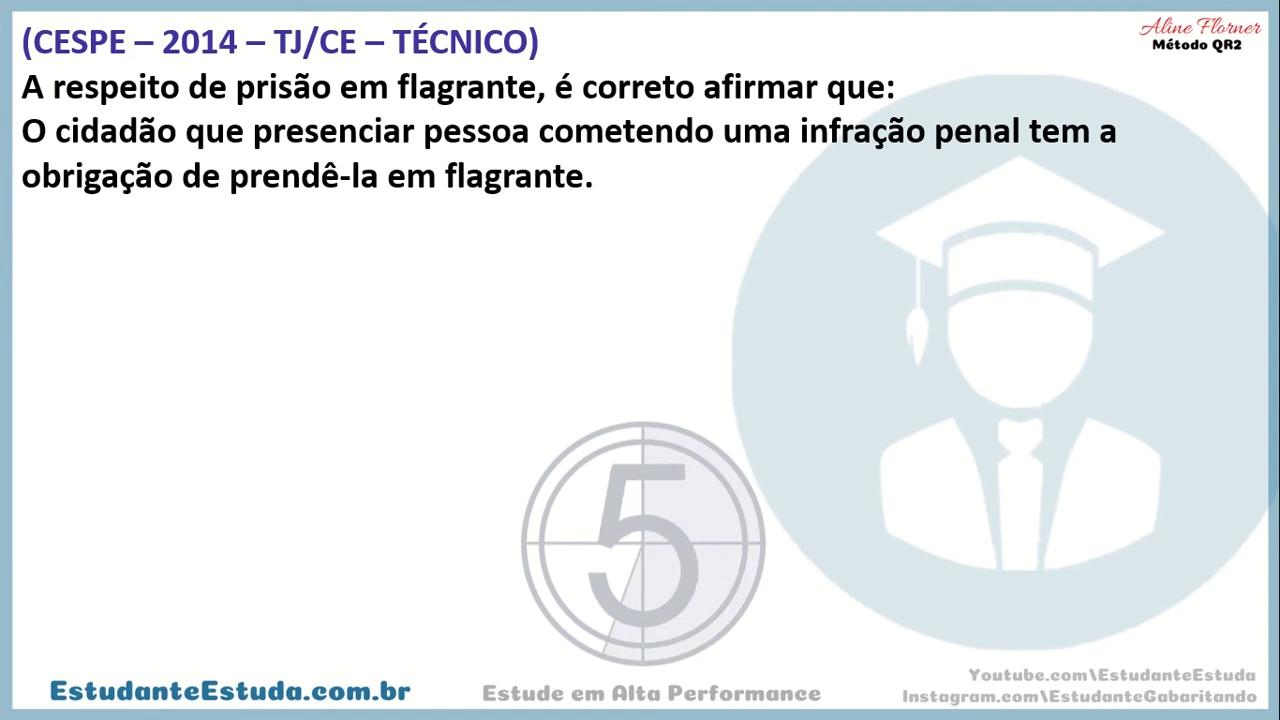 (CESPE – 2014 – TJ/CE – TÉCNICO)
Aline Florner
Método QR2
A respeito de prisão em flagrante, é correto afirmar que:
O cidadão que presenciar pessoa cometendo uma infração penal tem a
obrigação de prendê-la em flagrante.
5
EstudanteEstuda.com.br
Estude em Alta Performance
Youtube.com\EstudanteEstuda
Instagram.com\EstudanteGabaritando